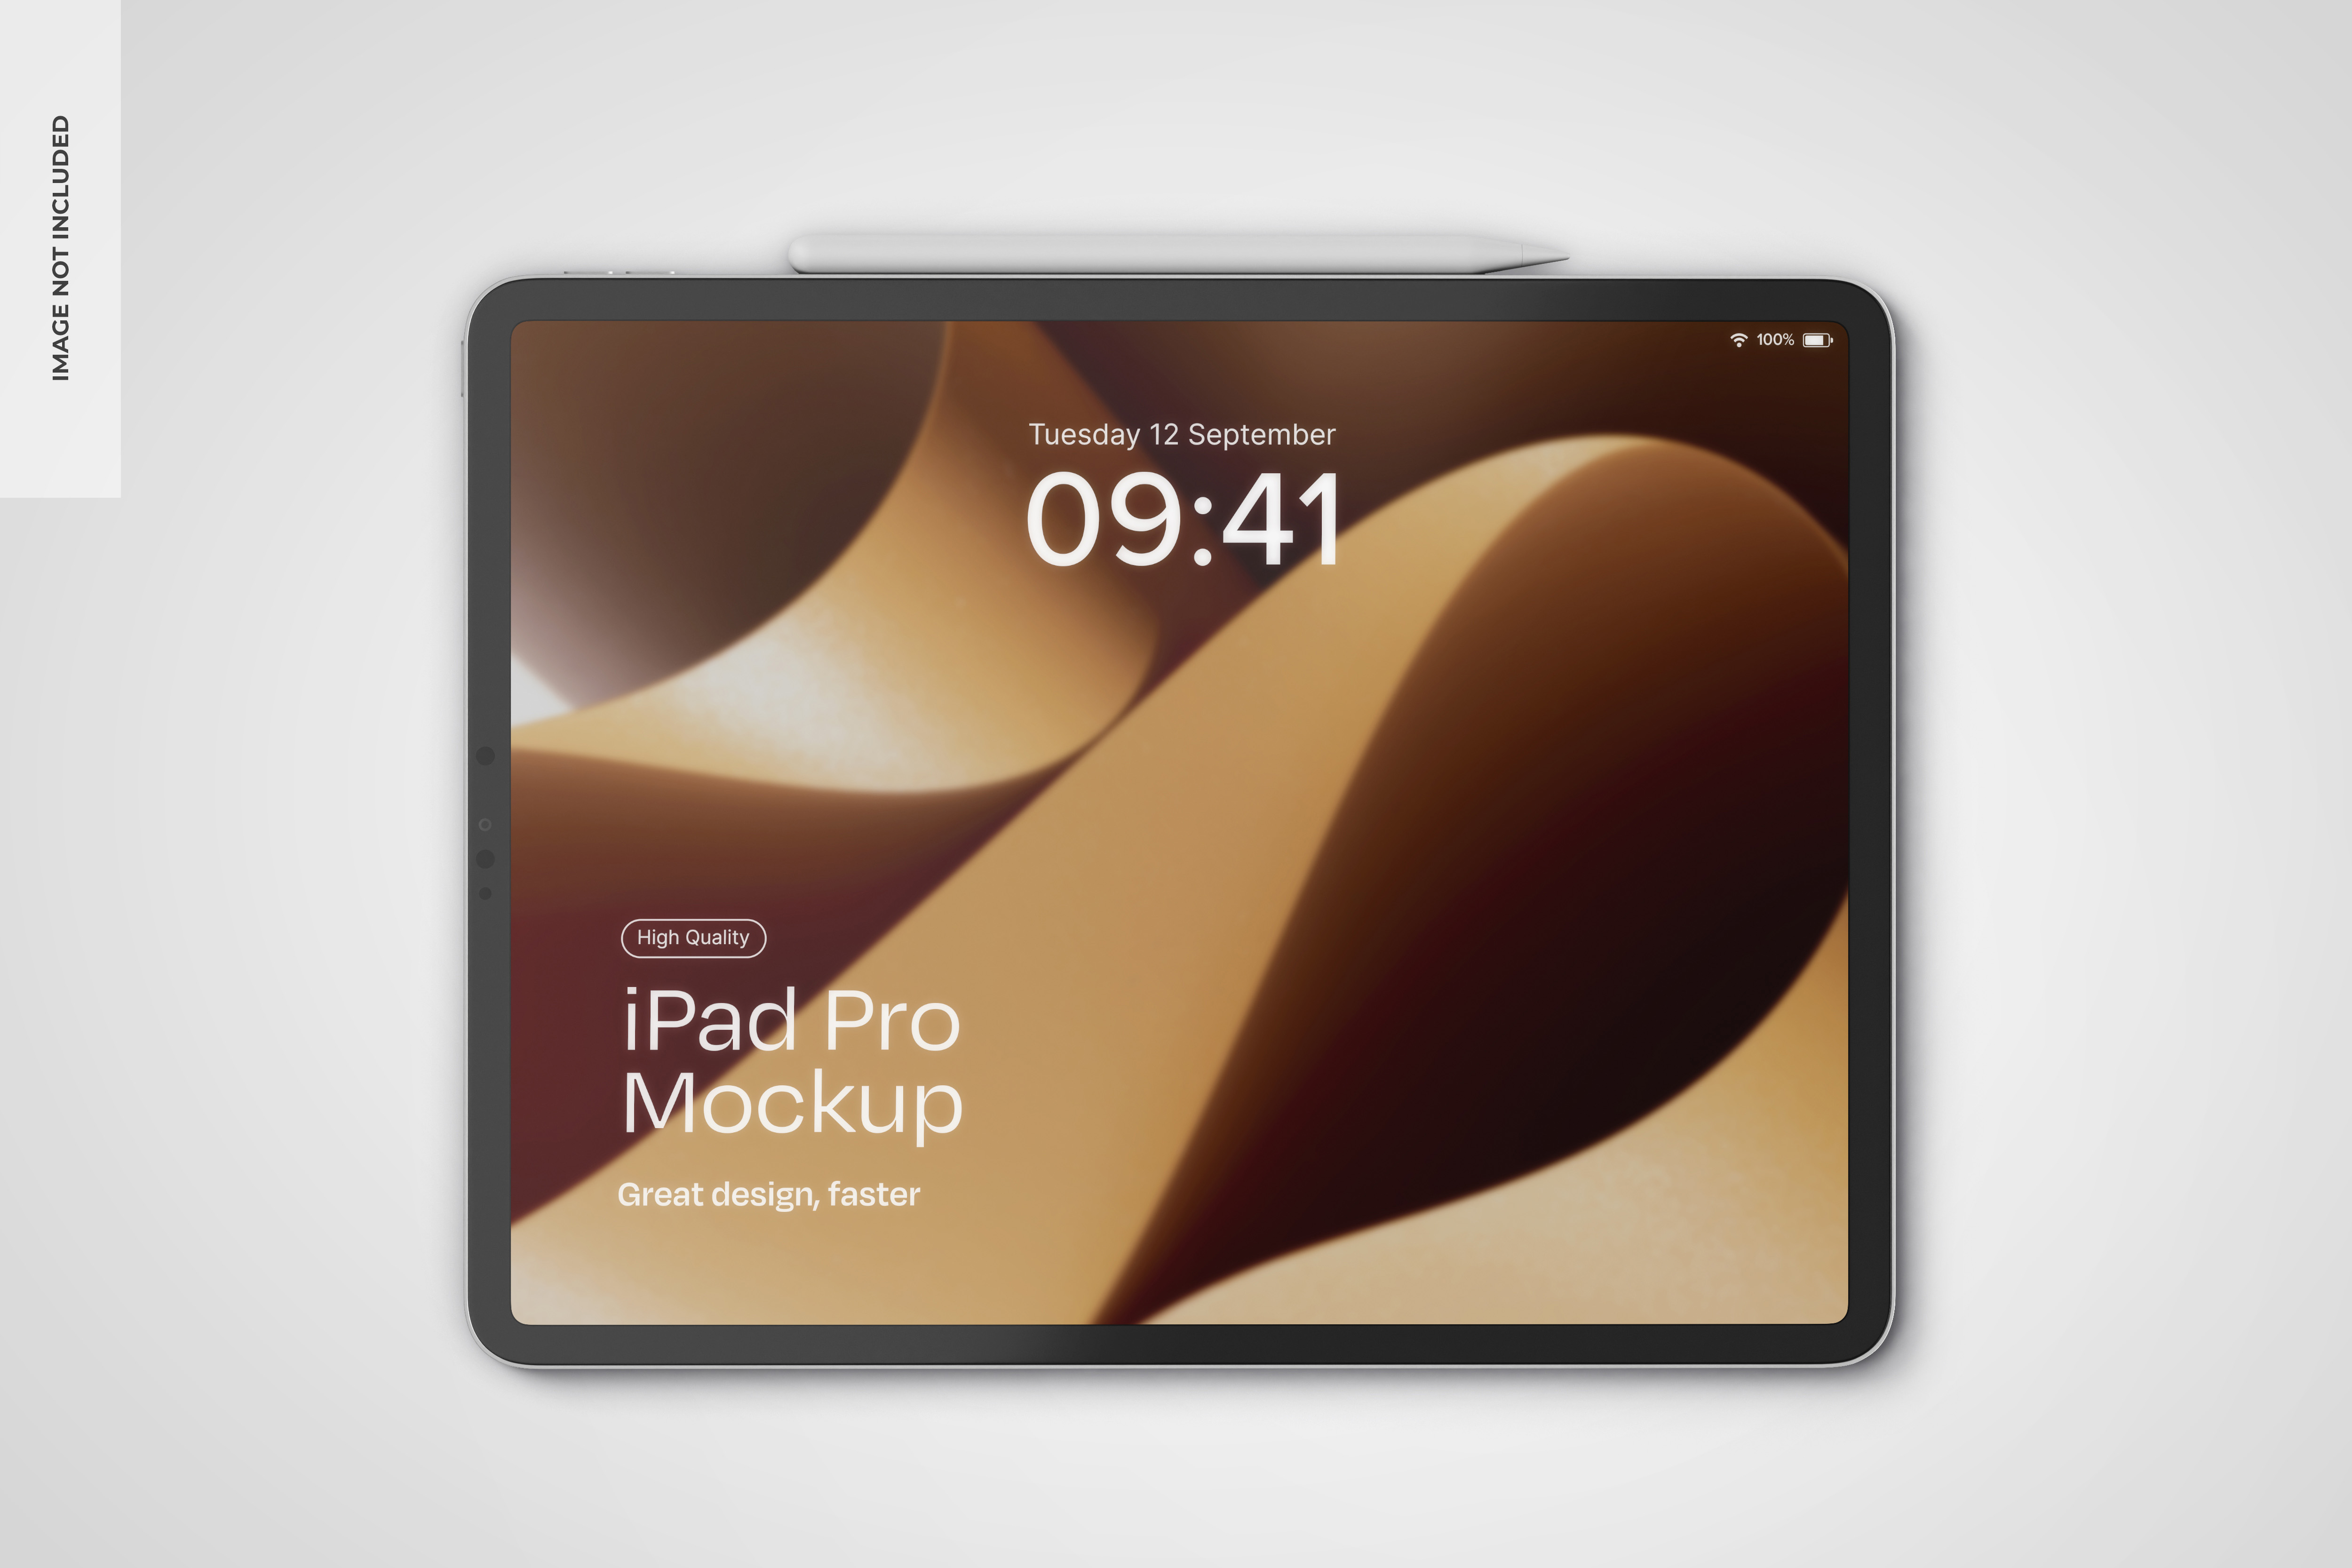 IMAGE NOT INCLUDED
100%
Tuesday 12 September
09:41
High Quality
iPad Pro
Mockup
Great design, faster